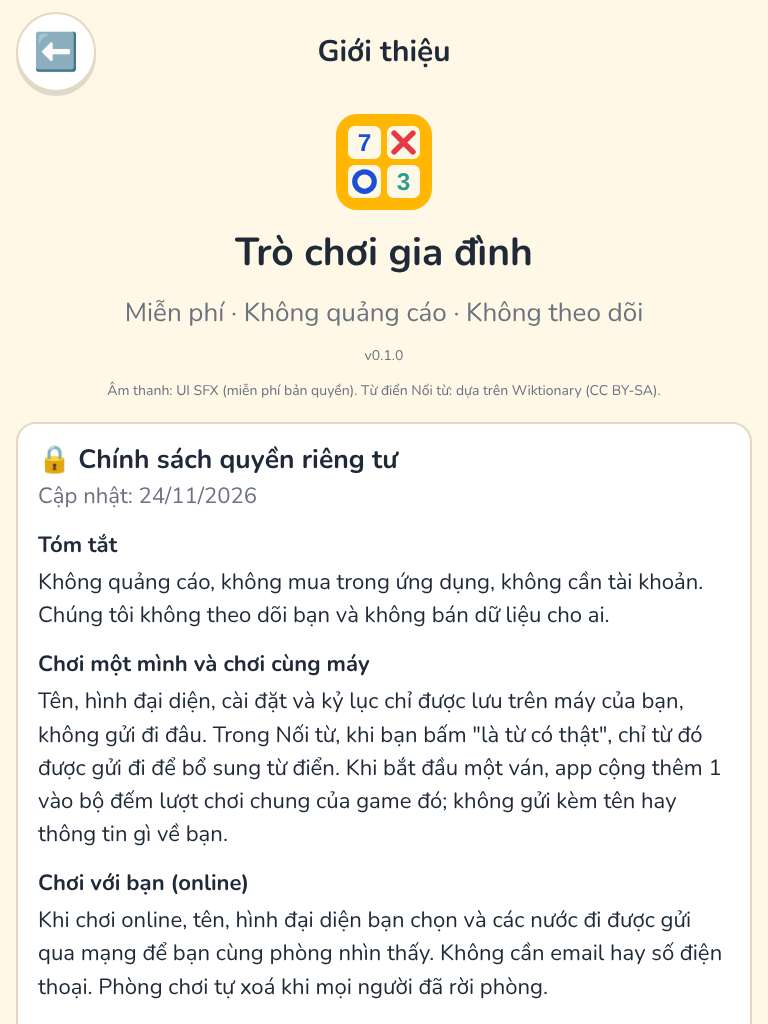 Giới thiệu
7
3
Trò chơi gia đình
Miễn phí · Không quảng cáo · Không theo dõi
v0.1.0
Âm thanh: UI SFX (miễn phí bản quyền). Từ điển Nối từ: dựa trên Wiktionary (CC BY-SA).
🔒 Chính sách quyền riêng tư
Cập nhật: 24/11/2026
Tóm tắt
Không quảng cáo, không mua trong ứng dụng, không cần tài khoản.
Chúng tôi không theo dõi bạn và không bán dữ liệu cho ai.
Chơi một mình và chơi cùng máy
Tên, hình đại diện, cài đặt và kỷ lục chỉ được lưu trên máy của bạn,
không gửi đi đâu. Trong Nối từ, khi bạn bấm "là từ có thật", chỉ từ đó
được gửi đi để bổ sung từ điển. Khi bắt đầu một ván, app cộng thêm 1
vào bộ đếm lượt chơi chung của game đó; không gửi kèm tên hay
thông tin gì về bạn.
Chơi với bạn (online)
Khi chơi online, tên, hình đại diện bạn chọn và các nước đi được gửi
qua mạng để bạn cùng phòng nhìn thấy. Không cần email hay số điện
thoại. Phòng chơi tự xoá khi mọi người đã rời phòng.